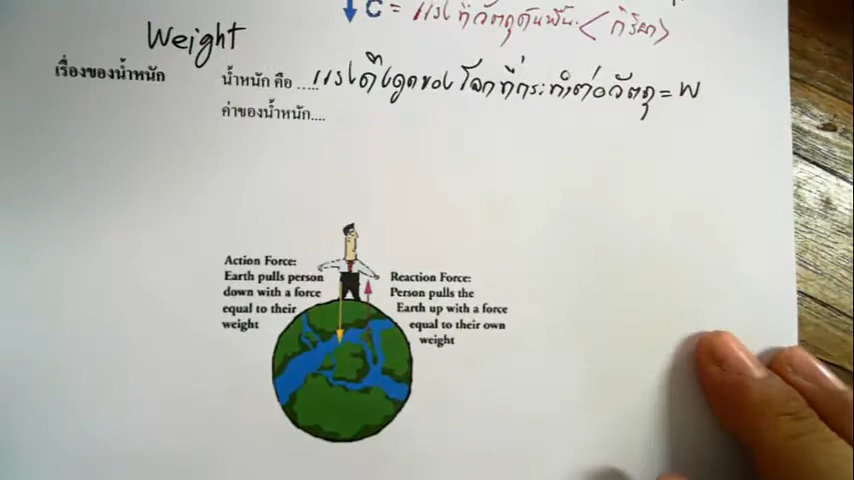 C = แรงที่วัตถุดันพื้น. (กิริยา)
Weight
เรื่องของน้ำหนัก
น้ำหนัก คือ .....แรงดึงดูดของโลกที่กระทำต่อวัตถุ = W
ค่าของน้ำหนัก....
Action Force:
Earth pulls person
down with a force
equal to their
weight
Reaction Force:
Person pulls the
Earth up with a force
equal to their own
weight